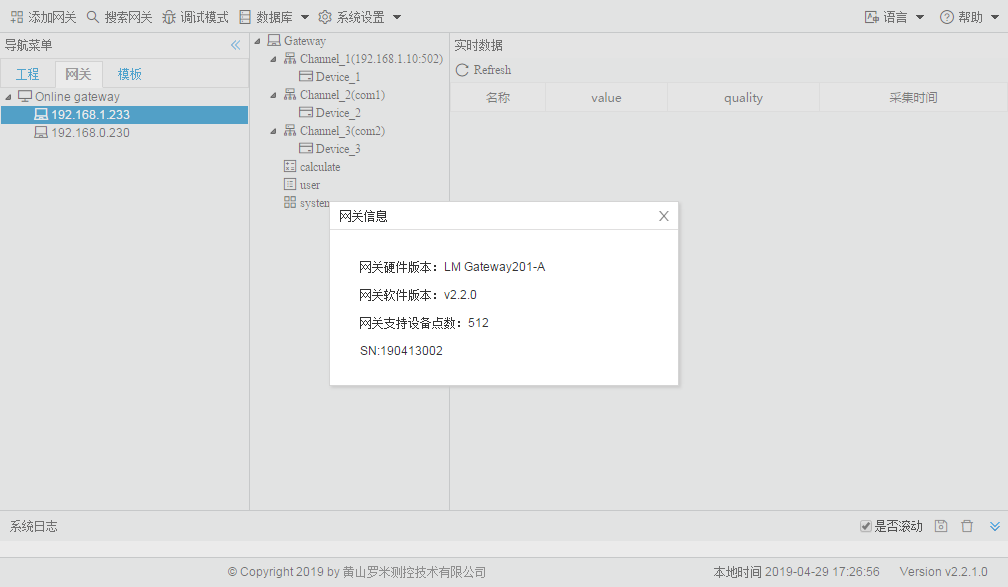 添加网关 搜索网关 调试模式 数据库 系统设置 语言 帮助
导航菜单
工程 网关 模板
Online gateway
192.168.1.233
192.168.0.230
Gateway
Channel_1(192.168.1.10:502)
Device_1
Channel_2(com1)
Device_2
Channel_3(com2)
Device_3
calculate
user
system
实时数据
Refresh
名称 value quality 采集时间
网关信息
网关硬件版本：LM Gateway201-A
网关软件版本：v2.2.0
网关支持设备点数：512
SN:190413002
系统日志 是否滚动
© Copyright 2019 by 黄山罗米测控技术有限公司 本地时间 2019-04-29 17:26:56 Version v2.2.1.0